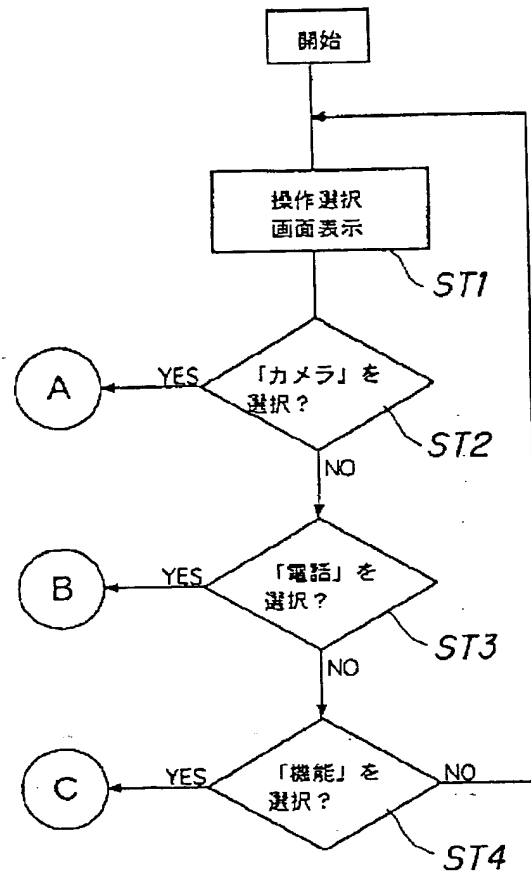 開始
操作選択
画面表示
ST1
A
YES
「カメラ」を
選択?
ST2
NO
B
YES
「電話」を
選択?
ST3
NO
C
YES
「機能」を
選択?
NO
ST4